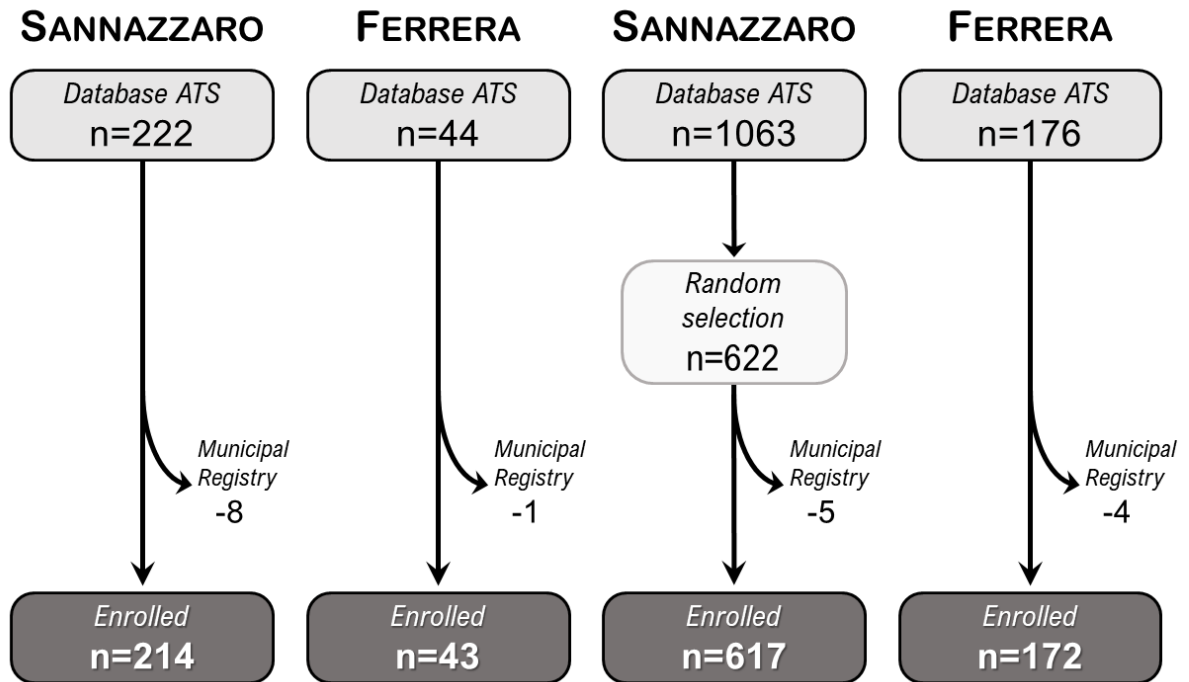 SANNAZZARO
Database ATS
n=222
Municipal
Registry
-8
Enrolled
n=214
FERRERA
Database ATS
n=44
Municipal
Registry
-1
Enrolled
n=43
SANNAZZARO
Database ATS
n=1063
Random
selection
n=622
Municipal
Registry
-5
Enrolled
n=617
FERRERA
Database ATS
n=176
Municipal
Registry
-4
Enrolled
n=172